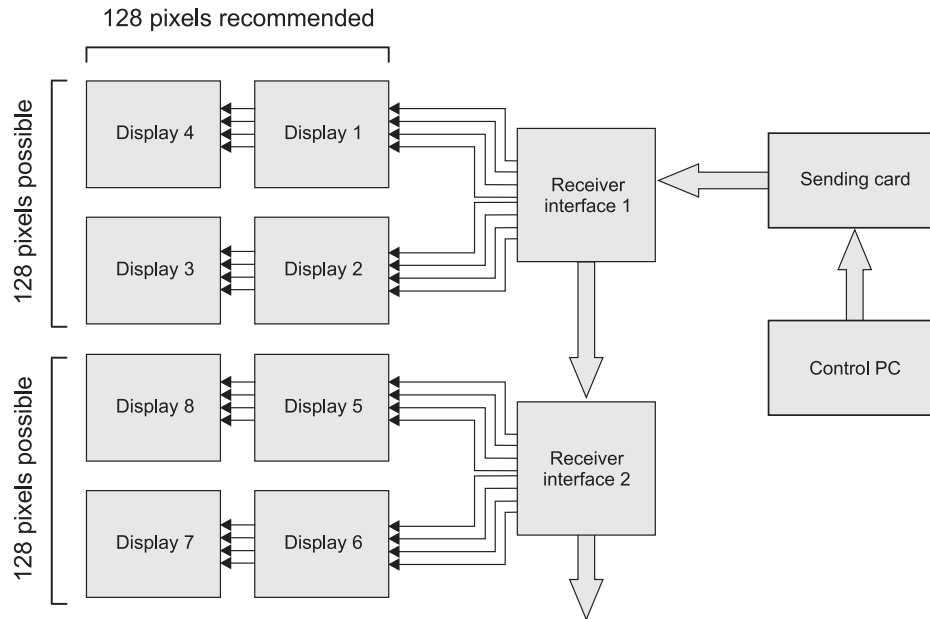 128 pixels recommended
128 pixels possible
Display 4
Display 1
Receiver
interface 1
Sending card
Display 3
Display 2
Control PC
128 pixels possible
Display 8
Display 5
Receiver
interface 2
Display 7
Display 6